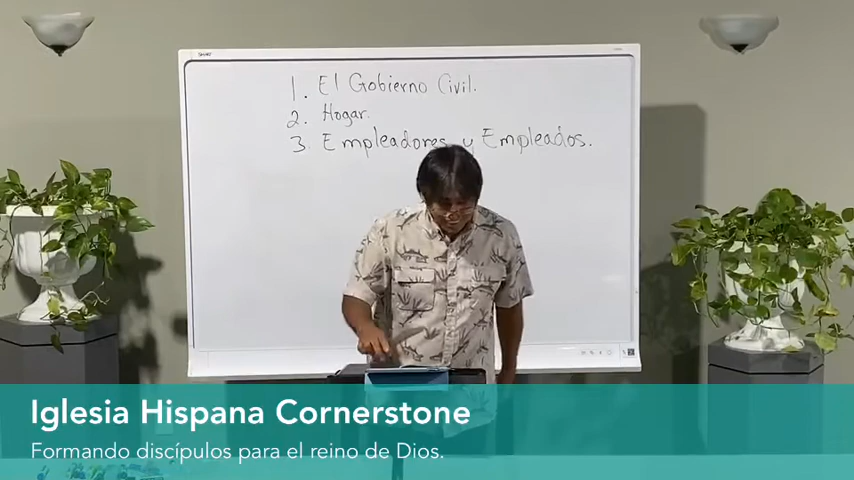 SMART
1. El Gobierno Civil.
2. Hogar.
3. Empleadores y Empleados.
Iglesia Hispana Cornerstone
Formando discípulos para el reino de Dios.